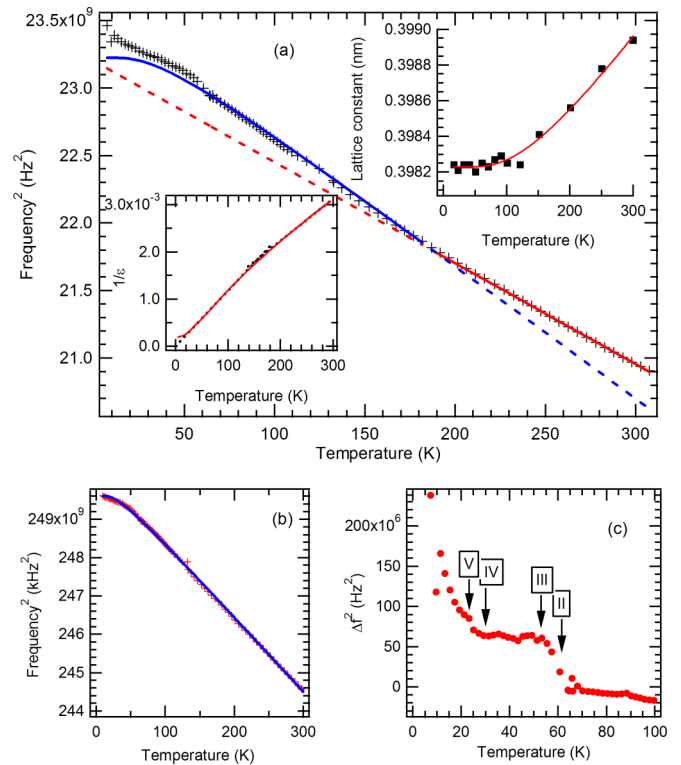 23.5x10⁹
23.0
22.5
22.0
21.5
21.0
Frequency² (Hz²)
50
100
150
200
250
300
Temperature (K)
(a)
0.3990
0.3986
0.3982
Lattice constant (nm)
0
100
200
300
Temperature (K)
3.0x10⁻³
2.0
1.0
0.0
1/ε
0
100
200
300
Temperature (K)
249x10⁹
248
247
246
245
244
Frequency² (kHz²)
0
50
100
150
200
250
300
Temperature (K)
(b)
200x10⁶
150
100
50
0
Δf² (Hz²)
0
20
40
60
80
100
Temperature (K)
(c)
V
IV
III
II